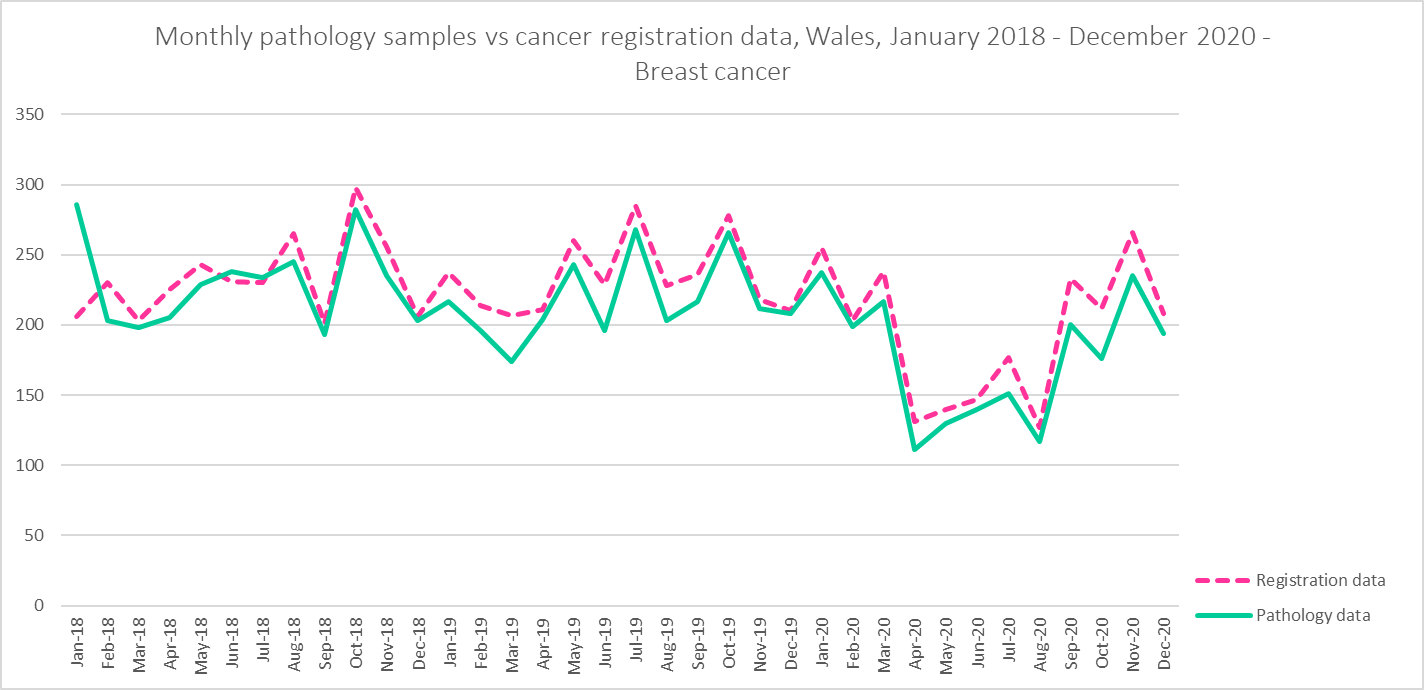 Monthly pathology samples vs cancer registration data, Wales, January 2018 - December 2020 -
Breast cancer
350
300
250
200
150
100
50
0
Jan-18
Feb-18
Mar-18
Apr-18
May-18
Jun-18
Jul-18
Aug-18
Sep-18
Oct-18
Nov-18
Dec-18
Jan-19
Feb-19
Mar-19
Apr-19
May-19
Jun-19
Jul-19
Aug-19
Sep-19
Oct-19
Nov-19
Dec-19
Jan-20
Feb-20
Mar-20
Apr-20
May-20
Jun-20
Jul-20
Aug-20
Sep-20
Oct-20
Nov-20
Dec-20
Registration data
Pathology data